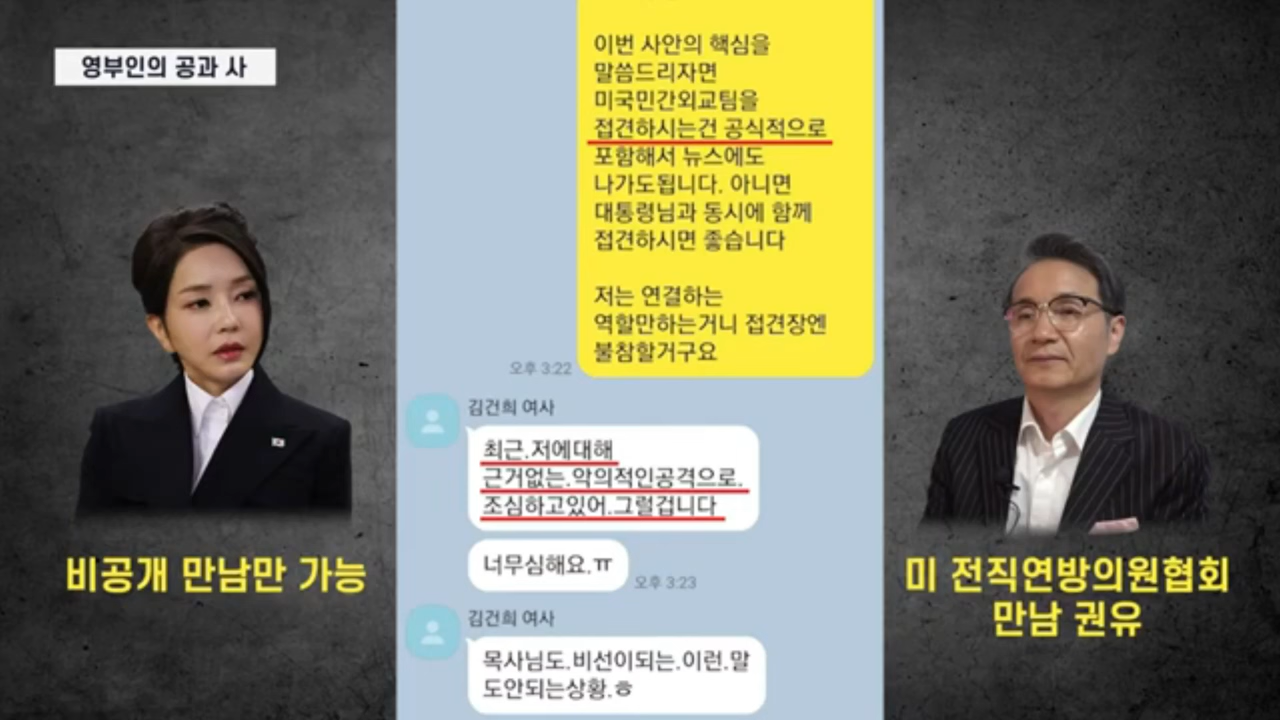 영부인의 공과 사
이번 사안의 핵심을
말씀드리자면
미국민간외교팀을
접견하시는건 공식적으로
포함해서 뉴스에도
나가도됩니다. 아니면
대통령님과 동시에 함께
접견하시면 좋습니다
저는 연결하는
역할만하는거니 접견장엔
불참할거구요
오후 3:22
김건희 여사
최근.저에대해
근거없는.악의적인공격으로.
조심하고있어.그럴겁니다
너무심해요.ㅠ
오후 3:23
김건희 여사
목사님도.비선이되는.이런.말
도안되는상황.ㅎ
비공개 만남만 가능
미 전직연방의원협회
만남 권유